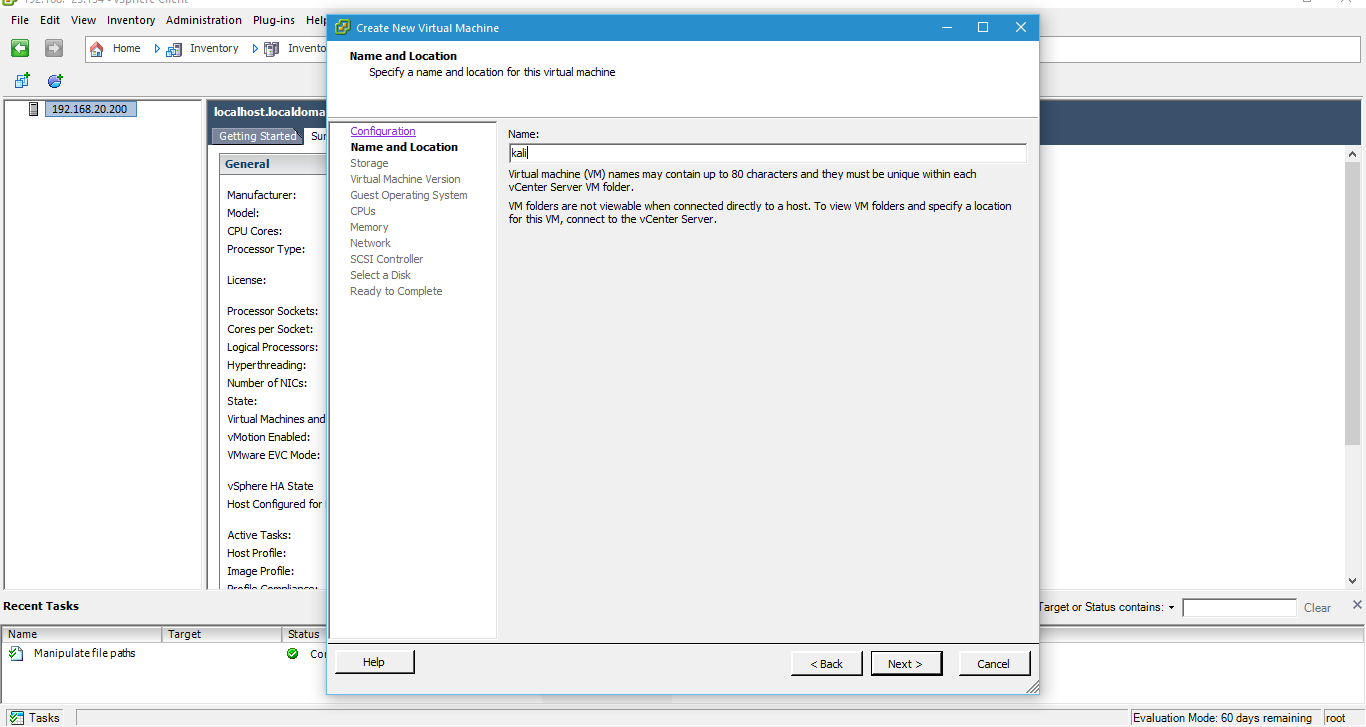 vSphere Client
File Edit View Inventory Administration Plug-ins Help
Home Inventory
192.168.20.200
Getting Started
General
Manufacturer:
Model:
CPU Cores:
Processor Type:
License:
Processor Sockets:
Cores per Socket:
Logical Processors:
Hyperthreading:
Number of NICs:
State:
Virtual Machines and
vMotion Enabled:
VMware EVC Mode:
vSphere HA State
Host Configured for
Active Tasks:
Host Profile:
Image Profile:
Profile Compliance:
Create New Virtual Machine
Name and Location
Specify a name and location for this virtual machine
Configuration
Name and Location
Storage
Virtual Machine Version
Guest Operating System
CPUs
Memory
Network
SCSI Controller
Select a Disk
Ready to Complete
Name:
kali
Virtual machine (VM) names may contain up to 80 characters and they must be unique within each
vCenter Server VM folder.
VM folders are not viewable when connected directly to a host. To view VM folders and specify a location
for this VM, connect to the vCenter Server.
Help < Back Next > Cancel
Recent Tasks
Target or Status contains: Clear
Name Target Status
Manipulate file paths
Tasks Evaluation Mode: 60 days remaining root